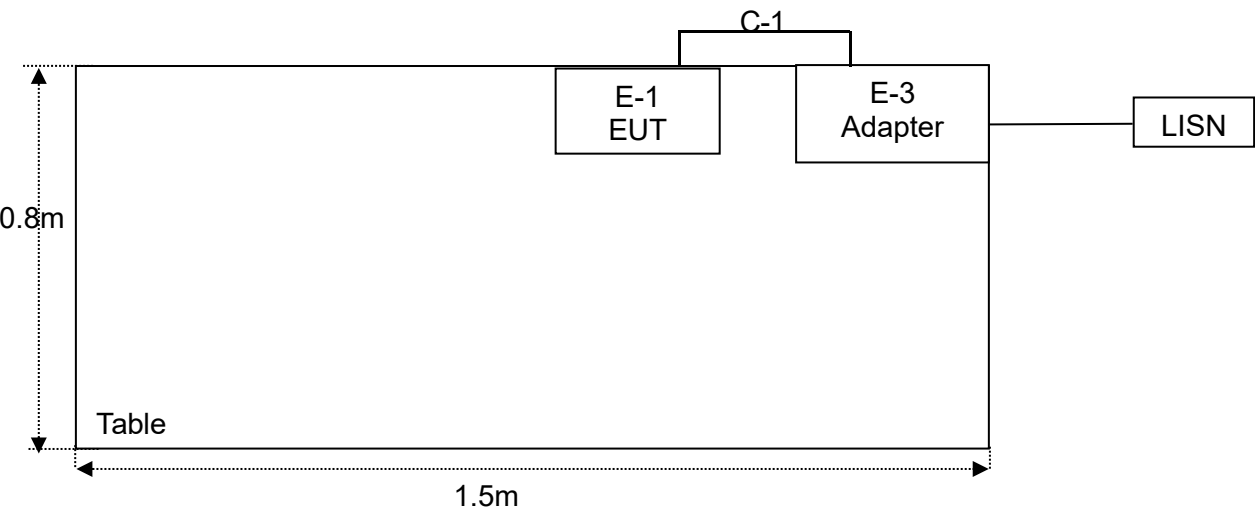 C-1
E-1
EUT
E-3
Adapter
LISN
0.8m
Table
1.5m